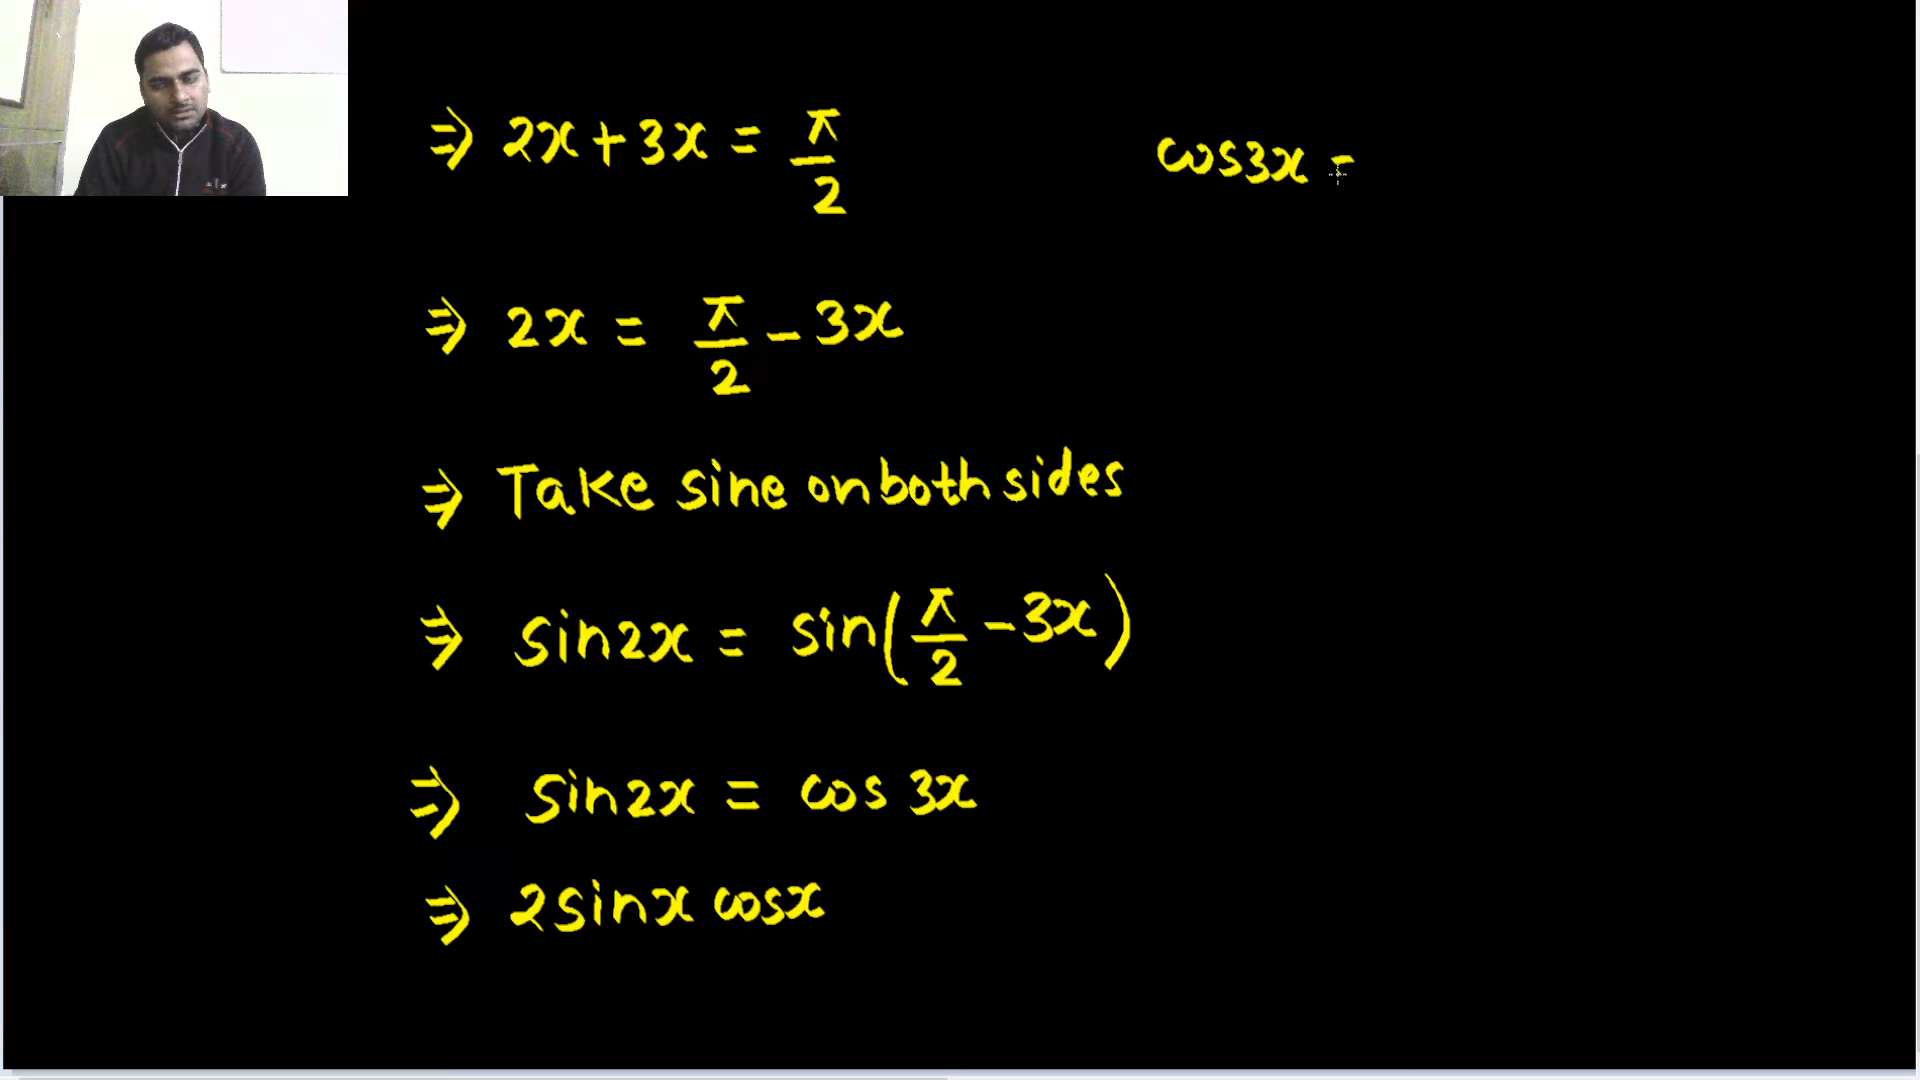 ⇒ 2x + 3x = π/2
cos3x =
⇒ 2x = π/2 - 3x
⇒ Take sine on both sides
⇒ sin2x = sin(π/2 - 3x)
⇒ sin2x = cos 3x
⇒ 2sinx cosx